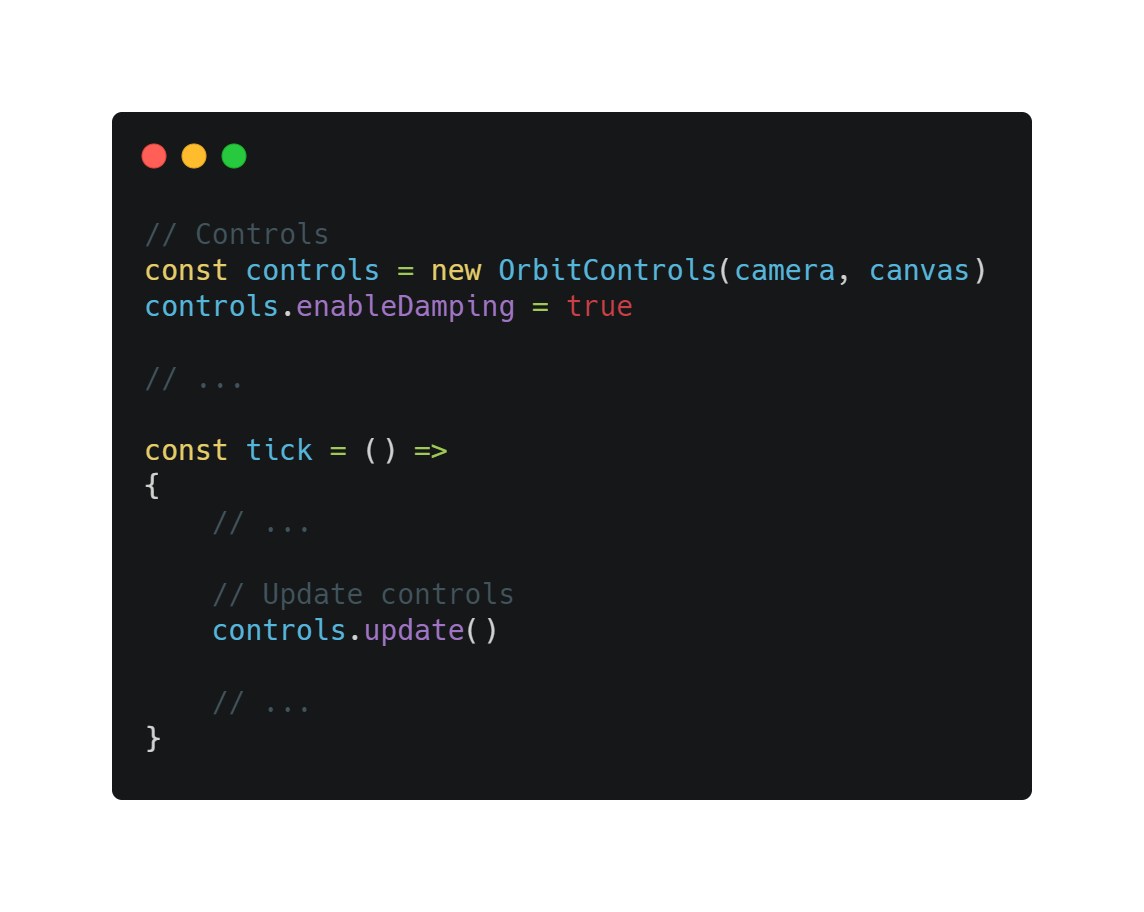 // Controls
const controls = new OrbitControls(camera, canvas)
controls.enableDamping = true
// ...
const tick = () =>
{
    // ...
    // Update controls
    controls.update()
    // ...
}